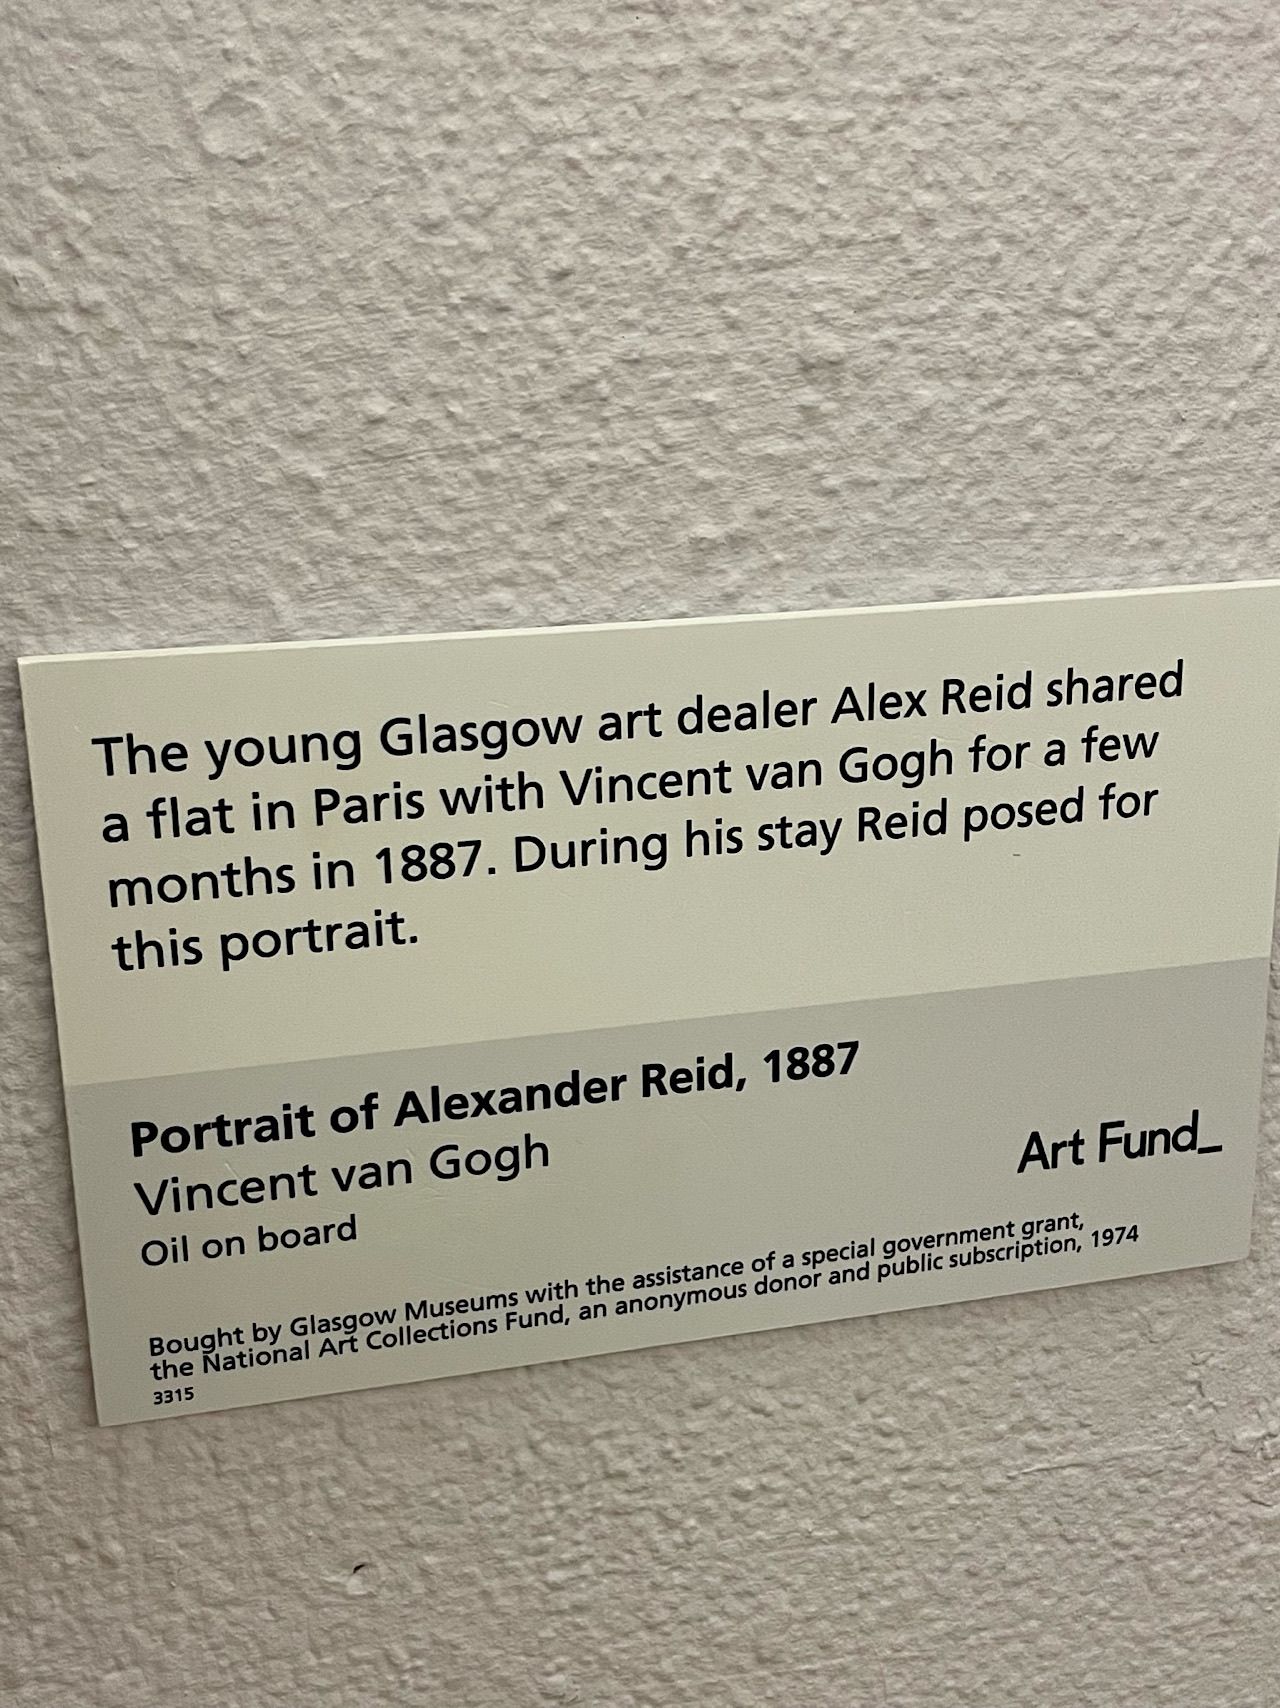 The young Glasgow art dealer Alex Reid shared
a flat in Paris with Vincent van Gogh for a few
months in 1887. During his stay Reid posed for
this portrait.
Portrait of Alexander Reid, 1887
Vincent van Gogh
Oil on board
Art Fund_
Bought by Glasgow Museums with the assistance of a special government grant,
the National Art Collections Fund, an anonymous donor and public subscription, 1974
3315